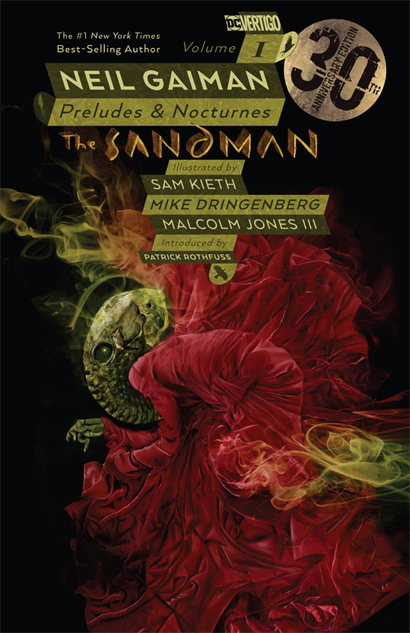 DC VERTIGO
The #1 New York Times
Best-Selling Author
Volume I
30TH
ANNIVERSARY EDITION
NEIL GAIMAN
Preludes & Nocturnes
The SANDMAN
Illustrated by
SAM KIETH
MIKE DRINGENBERG
MALCOLM JONES III
Introduced by
PATRICK ROTHFUSS